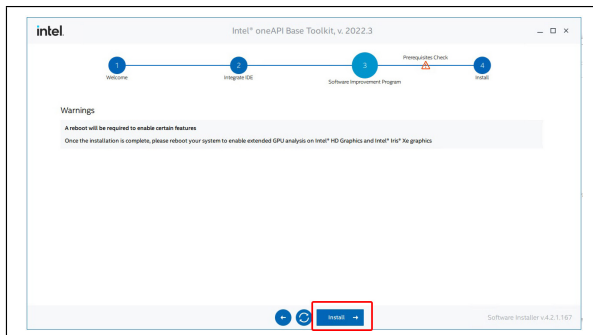 intel.
Intel® oneAPI Base Toolkit, v. 2022.3
Prerequisites Check
1
2
3
4
Welcome
Integrate IDE
Software Improvement Program
Install
Warnings
A reboot will be required to enable certain features
Once the installation is complete, please reboot your system to enable extended GPU analysis on Intel® HD Graphics and Intel® Iris® Xe graphics
Install →
Software Installer v.4.2.1.167